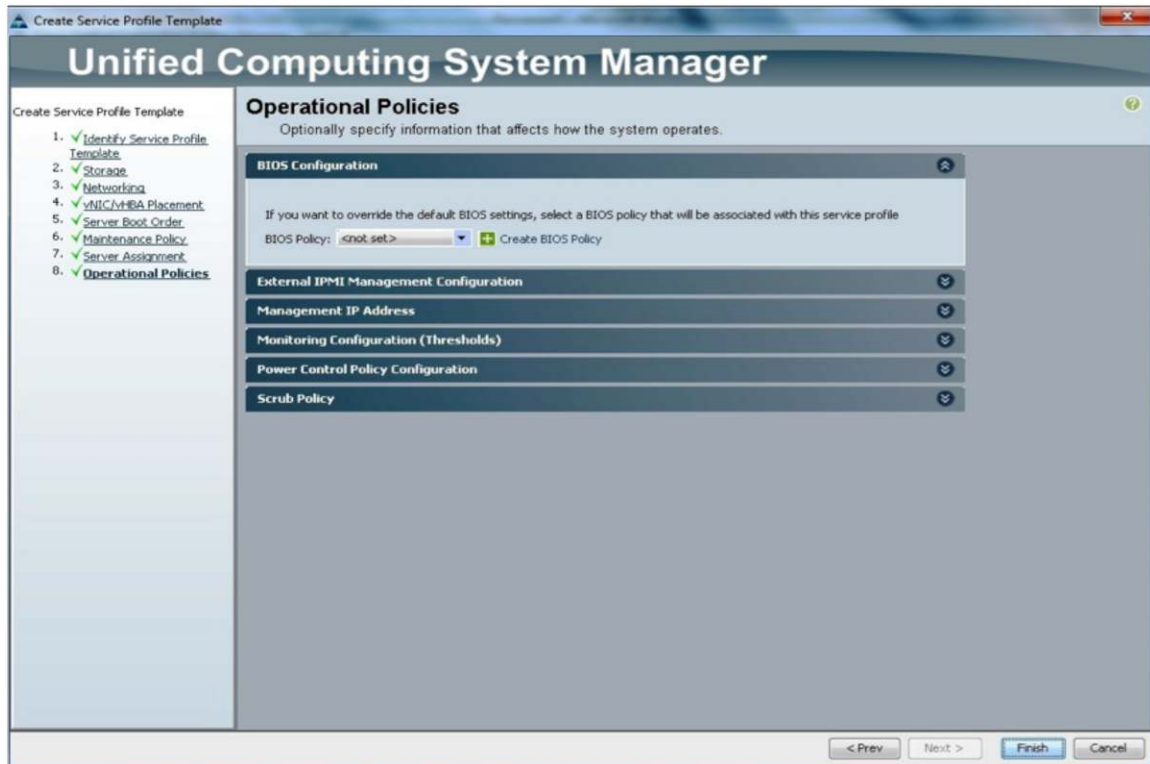 Create Service Profile Template
Unified Computing System Manager
Create Service Profile Template
1. Identify Service Profile
Template
2. Storage
3. Networking
4. vNIC/vHBA Placement
5. Server Boot Order
6. Maintenance Policy
7. Server Assignment
8. Operational Policies
Operational Policies
Optionally specify information that affects how the system operates.
BIOS Configuration
If you want to override the default BIOS settings, select a BIOS policy that will be associated with this service profile
BIOS Policy: <not set> Create BIOS Policy
External IPMI Management Configuration
Management IP Address
Monitoring Configuration (Thresholds)
Power Control Policy Configuration
Scrub Policy
< Prev Next > Finish Cancel